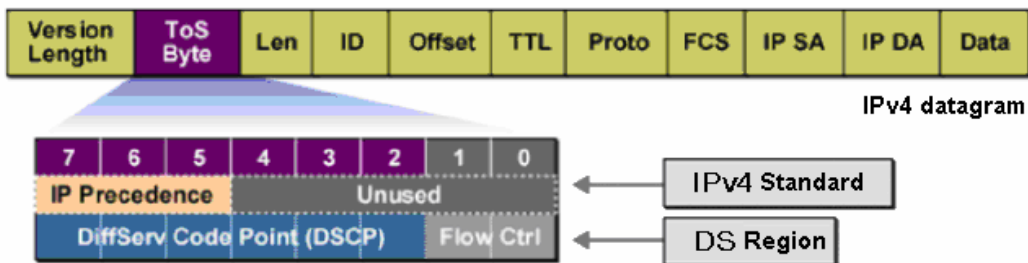 Version Length ToS Byte Len ID Offset TTL Proto FCS IP SA IP DA Data
IPv4 datagram
7 6 5 4 3 2 1 0
IP Precedence Unused IPv4 Standard
DiffServ Code Point (DSCP) Flow Ctrl DS Region